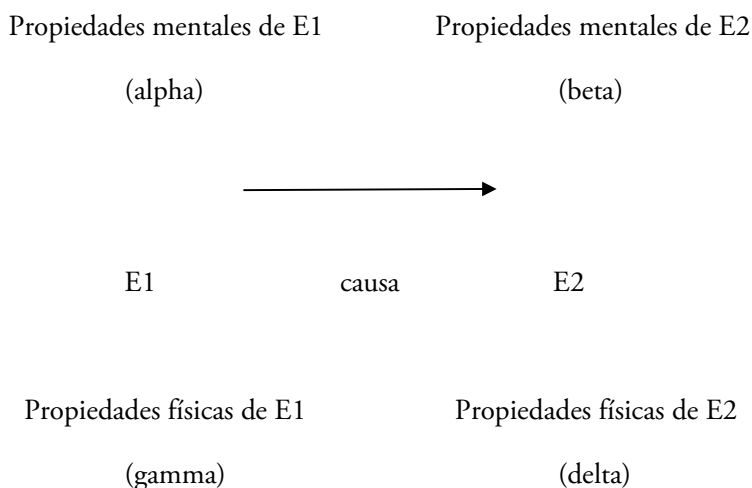 Propiedades mentales de E1 Propiedades mentales de E2
(alpha) (beta)
E1 causa E2
Propiedades físicas de E1 Propiedades físicas de E2
(gamma) (delta)